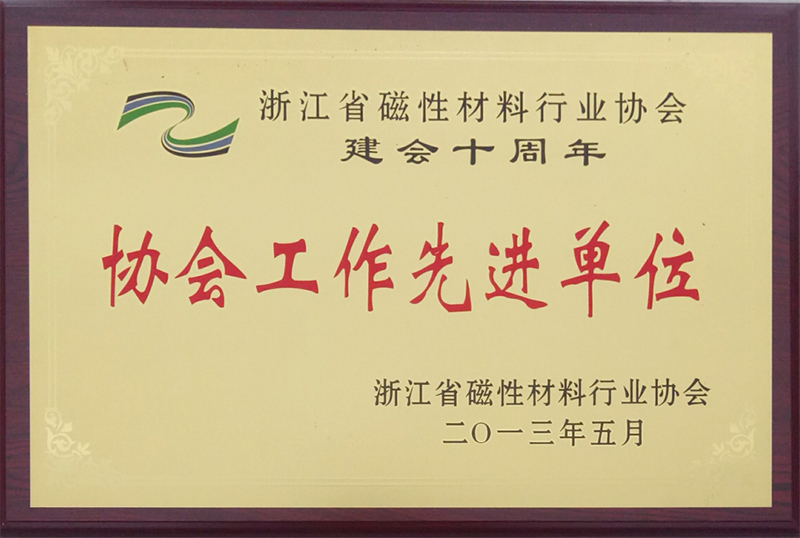 浙江省磁性材料行业协会
建会十周年
协会工作先进单位
浙江省磁性材料行业协会
二〇一三年五月